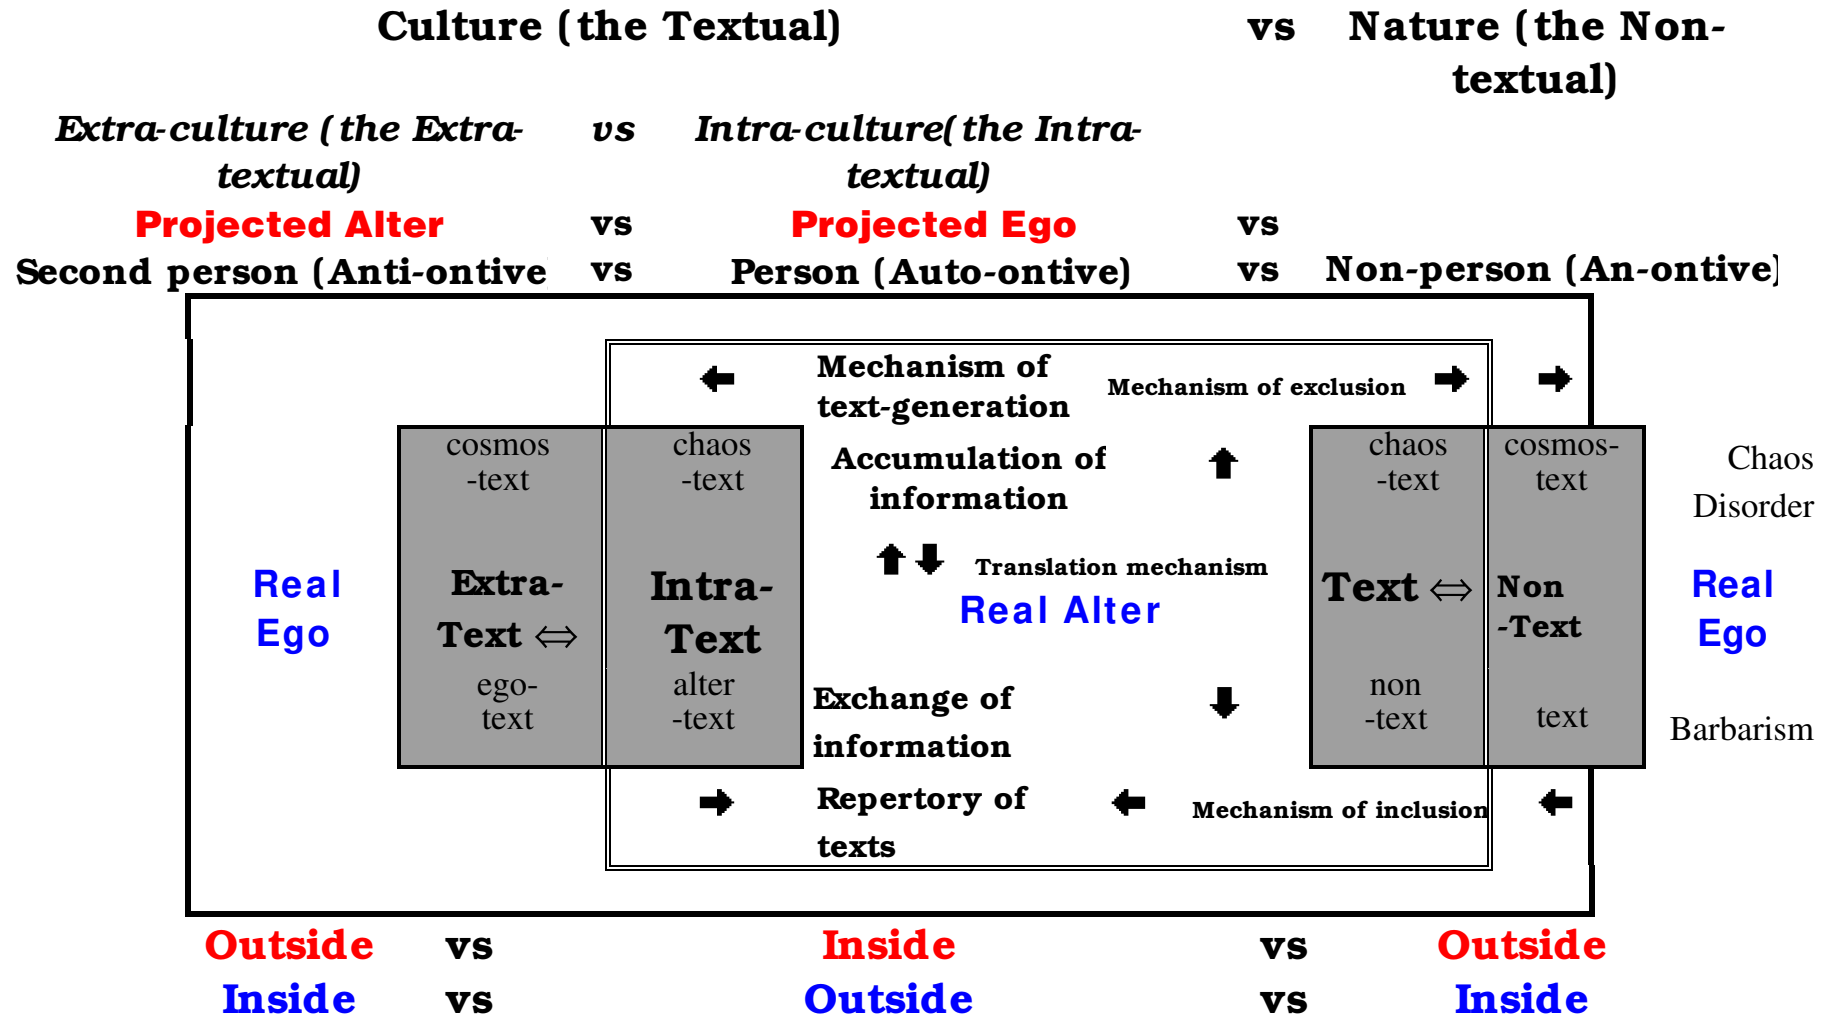 Culture (the Textual) vs Nature (the Non-
textual)
Extra-culture (the Extra- vs Intra-culture(the Intra-
textual) textual)
Projected Alter vs Projected Ego vs
Second person (Anti-ontive vs Person (Auto-ontive) vs Non-person (An-ontive)
Mechanism of
text-generation
Mechanism of exclusion
cosmos
-text
chaos
-text
Accumulation of
information
chaos
-text
cosmos-
text
Chaos
Disorder
Translation mechanism
Real
Ego
Extra-
Text ⇔
Intra-
Text
Real Alter
Text ⇔
Non
-Text
Real
Ego
ego-
text
alter
-text
Exchange of
information
non
-text
text
Barbarism
Repertory of
texts
Mechanism of inclusion
Outside vs Inside vs Outside
Inside vs Outside vs Inside